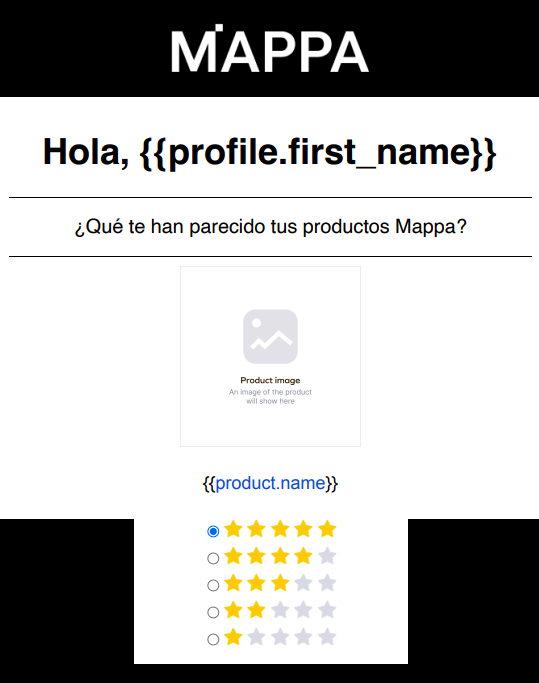 MAPPA
Hola, {{profile.first_name}}
¿Qué te han parecido tus productos Mappa?
Product image
An image of the product
will show here
{{product.name}}